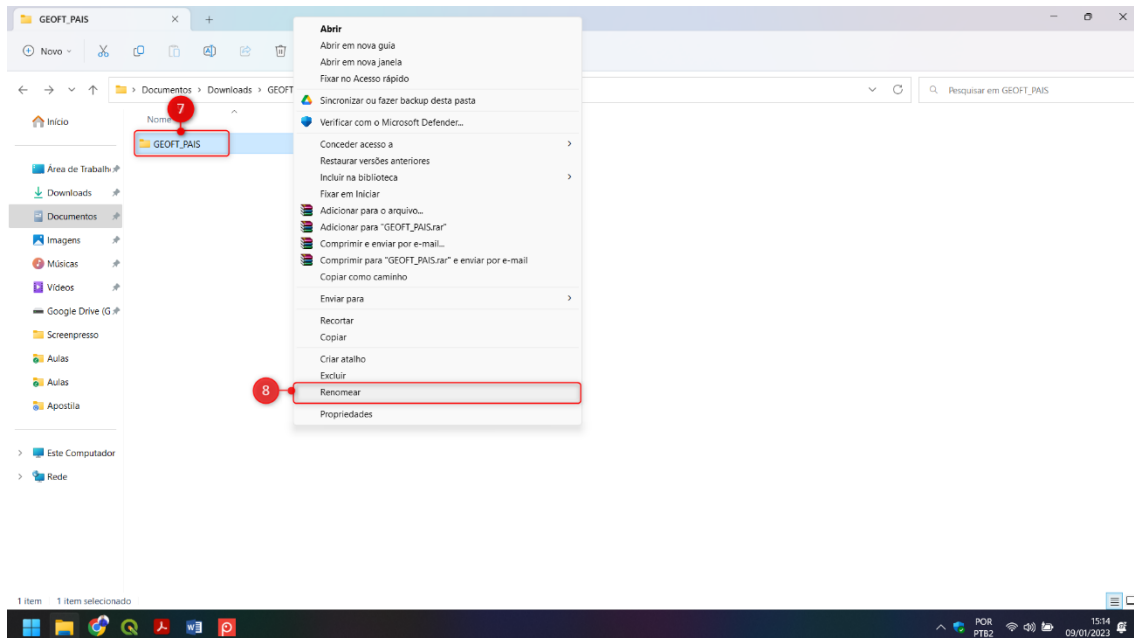 GEOFT_PAIS
Novo
Documentos > Downloads > GEOFT
Pesquisar em GEOFT_PAIS
Início
Área de Trabalh
Downloads
Documentos
Imagens
Músicas
Vídeos
Google Drive (G
Screenpresso
Aulas
Aulas
Apostila
Este Computador
Rede
7
Nome
GEOFT_PAIS
Abrir
Abrir em nova guia
Abrir em nova janela
Fixar no Acesso rápido
Sincronizar ou fazer backup desta pasta
Verificar com o Microsoft Defender...
Conceder acesso a
Restaurar versões anteriores
Incluir na biblioteca
Fixar em Iniciar
Adicionar para o arquivo...
Adicionar para "GEOFT_PAIS.rar"
Comprimir e enviar por e-mail...
Comprimir para "GEOFT_PAIS.rar" e enviar por e-mail
Copiar como caminho
Enviar para
Recortar
Copiar
Criar atalho
Excluir
8
Renomear
Propriedades
1 item
1 item selecionado
POR
PTB2
15:14
09/01/2023